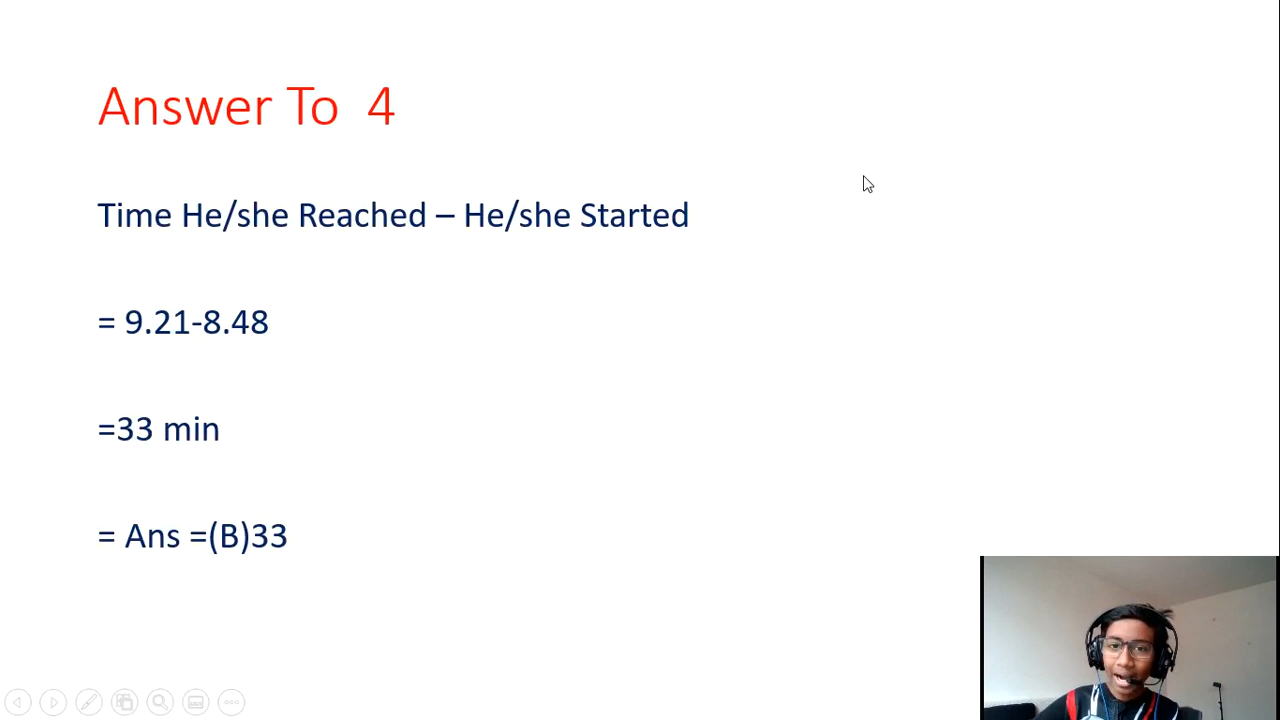 Answer To  4
Time He/she Reached – He/she Started
= 9.21-8.48
=33 min
= Ans =(B)33